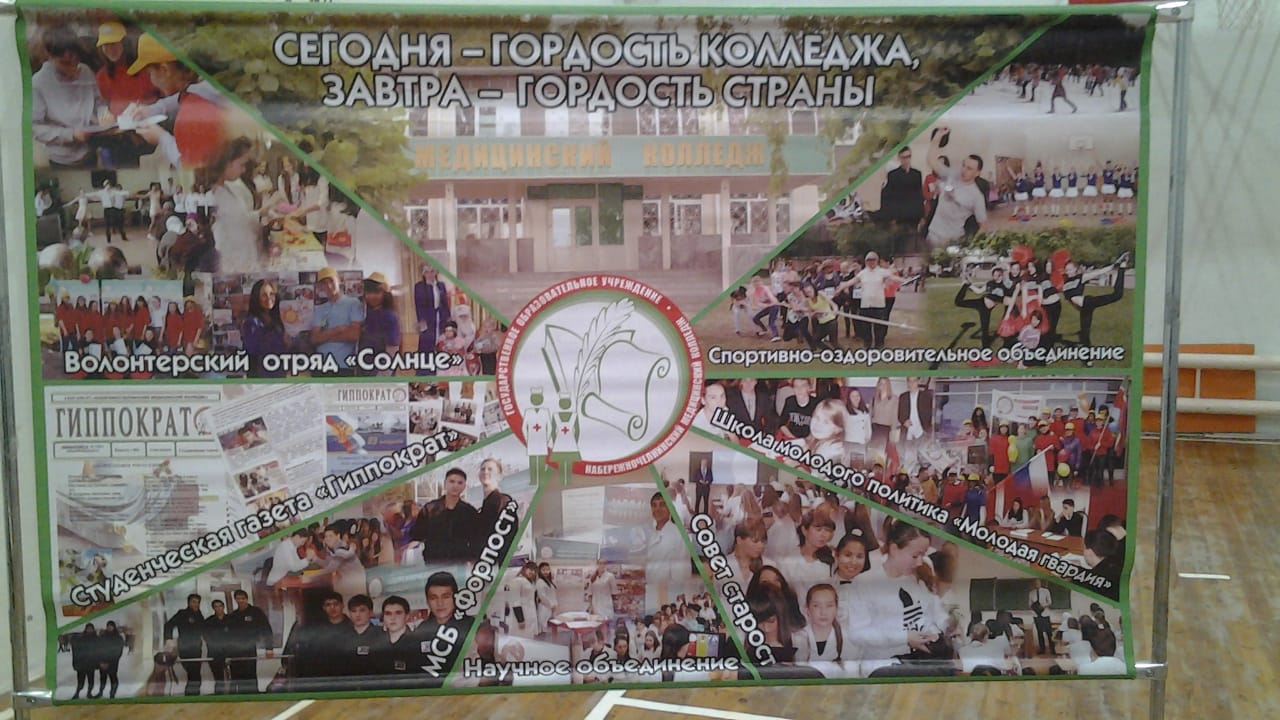 СЕГОДНЯ – ГОРДОСТЬ КОЛЛЕДЖА,
ЗАВТРА – ГОРДОСТЬ СТРАНЫ
МЕДИЦИНСКИЙ КОЛЛЕДЖ
ГОСУДАРСТВЕННОЕ ОБРАЗОВАТЕЛЬНОЕ УЧРЕЖДЕНИЕ •
НАБЕРЕЖНОЧЕЛНИНСКИЙ МЕДИЦИНСКИЙ КОЛЛЕДЖ
Волонтерский отряд «Солнце»
Спортивно-оздоровительное объединение
ГИППОКРАТ
ГИППОКРАТ
Студенческая газета «Гиппократ»
Школа молодого политика «Молодая гвардия»
МСБ «Форпост»
Совет старост
Научное объединение